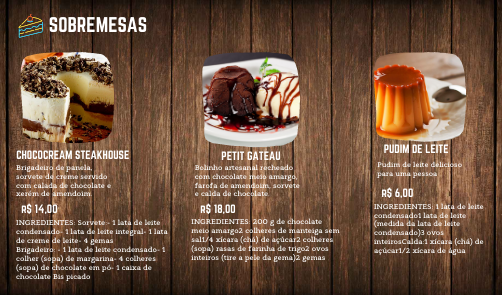 SOBREMESAS
CHOCOCREAM STEAKHOUSE
Brigadeiro de panela,
sorvete de creme servido
com calada de chocolate e
xerém de amendoim
R$ 14,00
INGREDIENTES: Sorvete:- 1 lata de leite
condensado- 1 lata de leite integral- 1 lata
de creme de leite- 4 gemas
Brigadeiro: - 1 lata de leite condensado- 1
colher (sopa) de margarina- 4 colheres
(sopa) de chocolate em pó- 1 caixa de
chocolate Bis picado
PETIT GATEAU
Bolinho artesanal recheado
com chocolate meio amargo,
farofa de amendoim, sorvete
e calda de chocolate.
R$ 18,00
INGREDIENTES: 200 g de chocolate
meio amargo2 colheres de manteiga sem
sal1/4 xícara (chá) de açúcar2 colheres
(sopa) rasas de farinha de trigo2 ovos
inteiros (tire a pele da gema)2 gemas
PUDIM DE LEITE
Pudim de leite delicioso
para uma pessoa
R$ 6,00
INGREDIENTES: 1 lata de leite
condensado1 lata de leite
(medida da lata de leite
condensado)3 ovos
inteirosCalda:1 xícara (chá) de
açúcar1/2 xícara de água